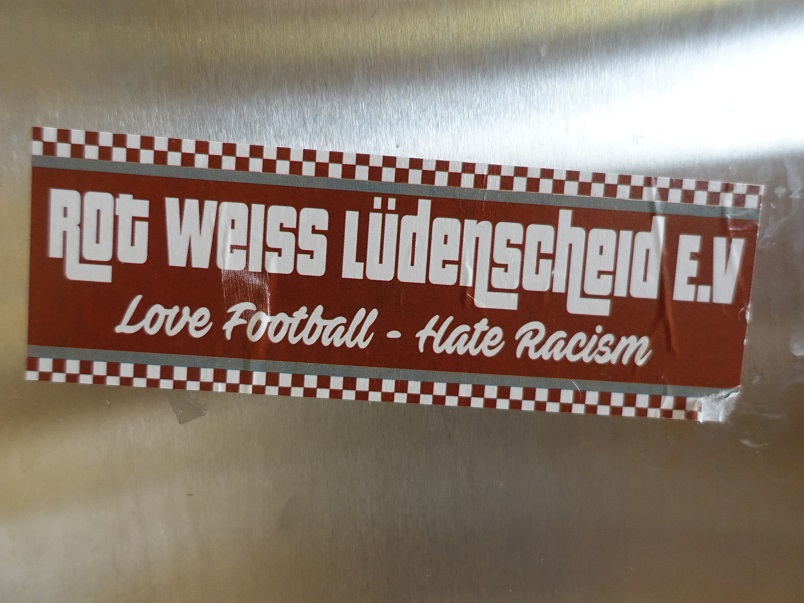 Rot Weiss Lüdenscheid E.V
Love Football - Hate Racism